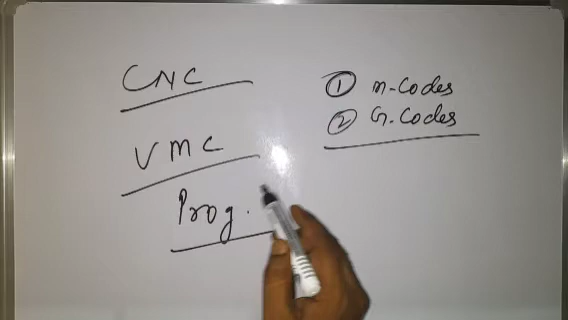 CNC
VMC
Prog.
① m-Codes
② G-Codes